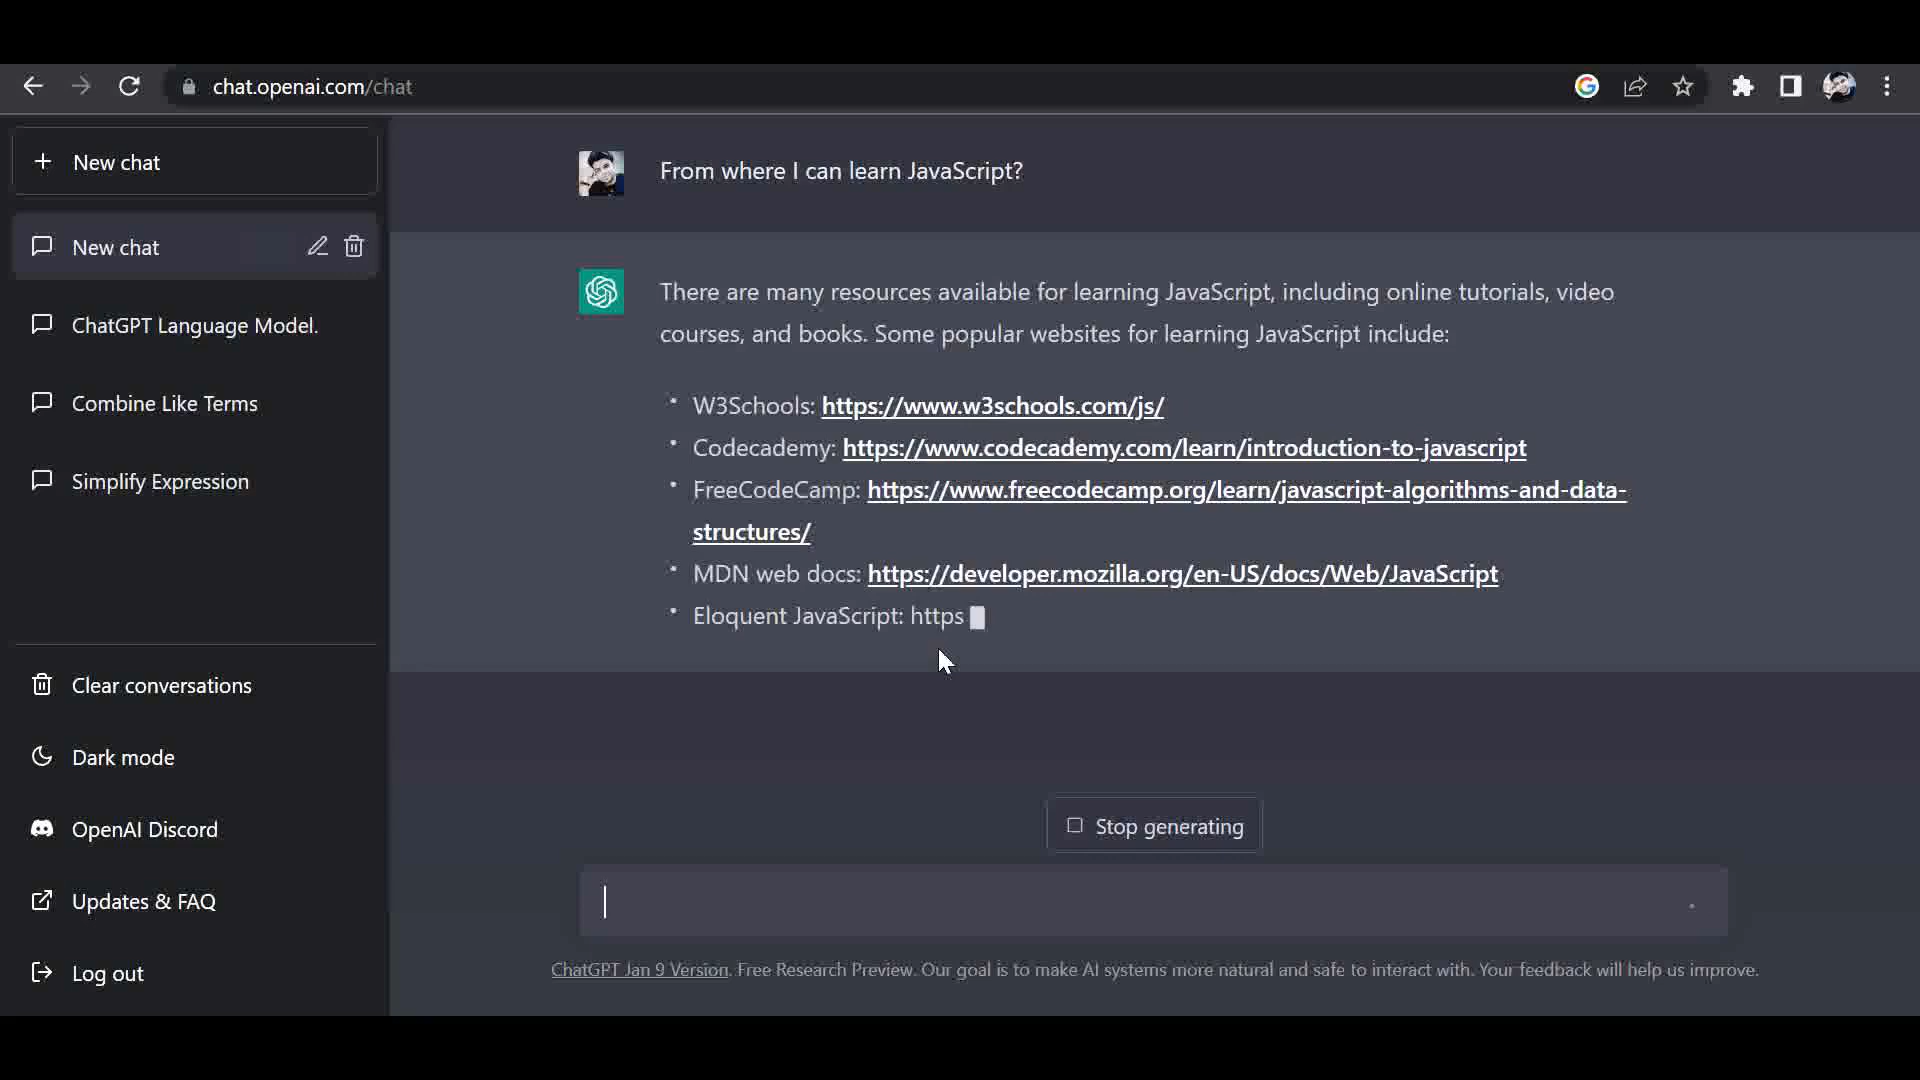 chat.openai.com/chat
New chat
New chat
ChatGPT Language Model.
Combine Like Terms
Simplify Expression
Clear conversations
Dark mode
OpenAI Discord
Updates & FAQ
Log out
From where I can learn JavaScript?
There are many resources available for learning JavaScript, including online tutorials, video
courses, and books. Some popular websites for learning JavaScript include:
• W3Schools: https://www.w3schools.com/js/
• Codecademy: https://www.codecademy.com/learn/introduction-to-javascript
• FreeCodeCamp: https://www.freecodecamp.org/learn/javascript-algorithms-and-data-
structures/
• MDN web docs: https://developer.mozilla.org/en-US/docs/Web/JavaScript
• Eloquent JavaScript: https
Stop generating
ChatGPT Jan 9 Version. Free Research Preview. Our goal is to make AI systems more natural and safe to interact with. Your feedback will help us improve.